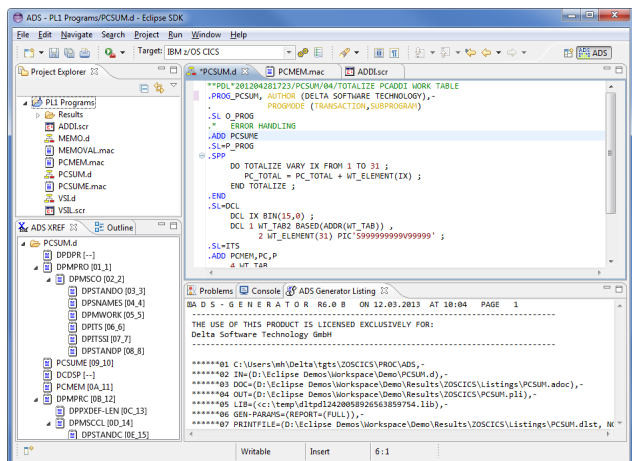 ADS - PL1 Programs/PCSUM.d - Eclipse SDK
File Edit Navigate Search Project Run Window Help
Target: IBM z/OS CICS
ADS
Project Explorer
PL1 Programs
Results
ADDI.scr
MEMO.d
MEMOVAL.mac
PCMEM.mac
PCSUM.d
PCSUME.mac
VSI.d
VSIL.scr
*PCSUM.d PCMEM.mac ADDI.scr
**PDL*201204281723/PCSUM/04/TOTALIZE PCADDI WORK TABLE
.PROG_PCSUM, AUTHOR (DELTA SOFTWARE TECHNOLOGY),-
. PROGMODE (TRANSACTION,SUBPROGRAM)
.SL O_PROG
.* ERROR HANDLING
.ADD PCSUME
.SL=P_PROG
.SPP
DO TOTALIZE VARY IX FROM 1 TO 31 ;
PC_TOTAL = PC_TOTAL + WT_ELEMENT(IX) ;
END TOTALIZE ;
.END
.SL=DCL
DCL IX BIN(15,0) ;
DCL 1 WT_TAB2 BASED(ADDR(WT_TAB)) ,
2 WT_ELEMENT(31) PIC'S999999999V99999' ;
.SL=ITS
.ADD PCMEM,PC,P
4 WT_TAB
ADS XREF Outline
PCSUM.d
DPDPR [--]
DPMPRO [01_1]
DPMSCO [02_2]
DPSTANDO [03_3]
DPSNAMES [04_4]
DPMWORK [05_5]
DPITS [06_6]
DPITSSI [07_7]
DPSTANDP [08_8]
PCSUME [09_10]
DCDSP [--]
PCMEM [0A_11]
DPMPRC [0B_12]
DPPXDEF-LEN [0C_13]
DPMSCCL [0D_14]
DPSTANDC [0E_15]
Problems Console ADS Generator Listing
A D S - G E N E R A T O R R6.0 B ON 12.03.2013 AT 10:04 PAGE 1
THE USE OF THIS PRODUCT IS LICENSED EXCLUSIVELY FOR:
Delta Software Technology GmbH
******01 C:\Users\mh\Delta\tgts\ZOSCICS\PROC\ADS,-
******02 IN=(D:\Eclipse Demos\Workspace\Demo\PCSUM.d),-
******03 DOC=(D:\Eclipse Demos\Workspace\Demo\Results\ZOSCICS\Listings\PCSUM.adoc),-
******04 OUT=(D:\Eclipse Demos\Workspace\Demo\Results\ZOSCICS\PCSUM.pli),-
******05 LIB=(<c:\temp\dltpdl2420058926563859754.lib),-
******06 GEN-PARAMS=(REPORT=(FULL)),-
******07 PRINTFILE=(D:\Eclipse Demos\Workspace\Demo\Results\ZOSCICS\Listings\PCSUM.dlst, NO
Writable Insert 6 : 1